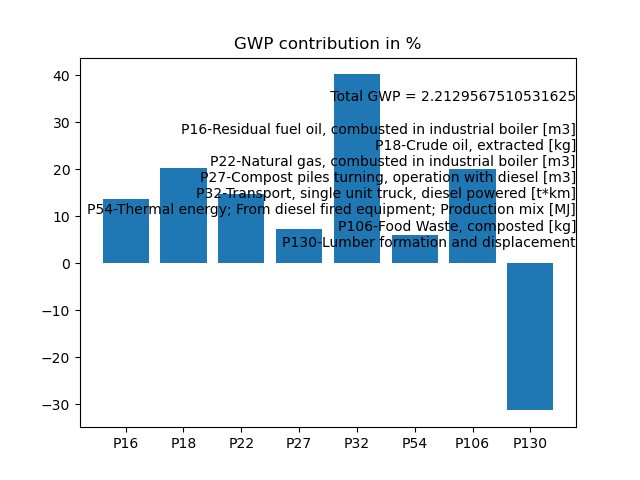 GWP contribution in %
40
30
20
10
0
−10
−20
−30
Total GWP = 2.2129567510531625
P16-Residual fuel oil, combusted in industrial boiler [m3]
P18-Crude oil, extracted [kg]
P22-Natural gas, combusted in industrial boiler [m3]
P27-Compost piles turning, operation with diesel [m3]
P32-Transport, single unit truck, diesel powered [t*km]
P54-Thermal energy; From diesel fired equipment; Production mix [MJ]
P106-Food Waste, composted [kg]
P130-Lumber formation and displacement
P16 P18 P22 P27 P32 P54 P106 P130